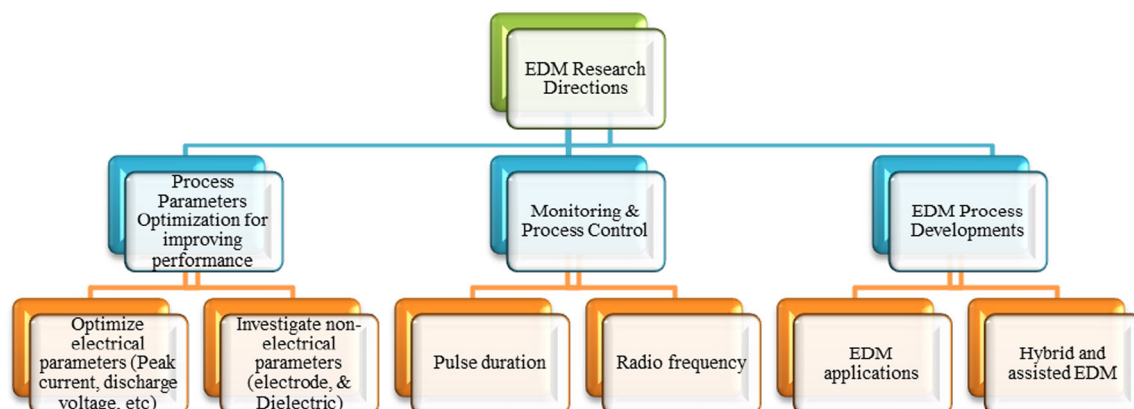 EDM Research
Directions
Process
Parameters
Optimization for
improving
performance
Monitoring &
Process Control
EDM Process
Developments
Optimize
electrical
parameters (Peak
current, discharge
voltage, etc)
Investigate non-
electrical
parameters
(electrode, &
Dielectric)
Pulse duration
Radio frequency
EDM
applications
Hybrid and
assisted EDM